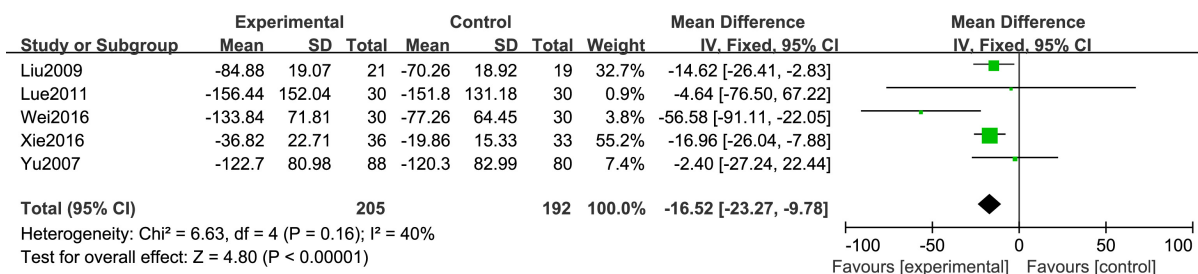 Experimental Control Mean Difference Mean Difference
Study or Subgroup Mean SD Total Mean SD Total Weight IV, Fixed, 95% CI IV, Fixed, 95% CI
Liu2009 -84.88 19.07 21 -70.26 18.92 19 32.7% -14.62 [-26.41, -2.83]
Lue2011 -156.44 152.04 30 -151.8 131.18 30 0.9% -4.64 [-76.50, 67.22]
Wei2016 -133.84 71.81 30 -77.26 64.45 30 3.8% -56.58 [-91.11, -22.05]
Xie2016 -36.82 22.71 36 -19.86 15.33 33 55.2% -16.96 [-26.04, -7.88]
Yu2007 -122.7 80.98 88 -120.3 82.99 80 7.4% -2.40 [-27.24, 22.44]
Total (95% CI) 205 192 100.0% -16.52 [-23.27, -9.78]
Heterogeneity: Chi² = 6.63, df = 4 (P = 0.16); I² = 40%
Test for overall effect: Z = 4.80 (P < 0.00001)
-100 -50 0 50 100
Favours [experimental] Favours [control]